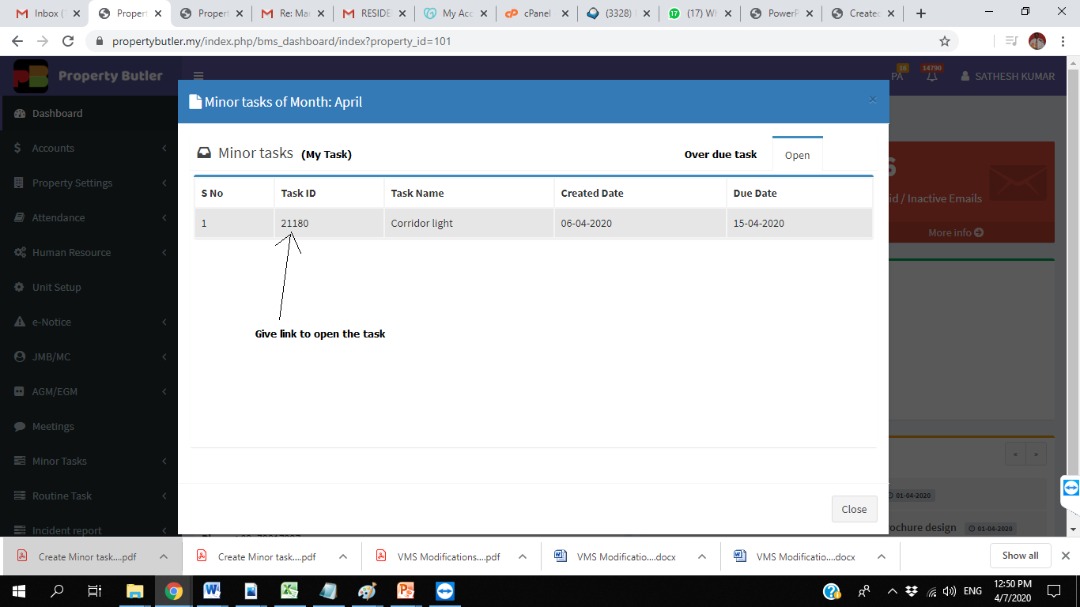 Inbox (
Proper
Propert
Re: Ma
RESIDE
My Acc
cPanel
(3328)
(17) W
PowerP
Create
propertybutler.my/index.php/bms_dashboard/index?property_id=101
Property Butler
PA
18
14790
SATHESH KUMAR
Dashboard
Accounts
Property Settings
Attendance
Human Resource
Unit Setup
e-Notice
JMB/MC
AGM/EGM
Meetings
Minor Tasks
Routine Task
Incident report
Minor tasks of Month: April
×
Minor tasks (My Task)
Over due task
Open
S No Task ID Task Name Created Date Due Date
1 21180 Corridor light 06-04-2020 15-04-2020
Give link to open the task
Close
S
id / Inactive Emails
More info
01-04-2020
ochure design
01-04-2020
Create Minor task....pdf
Create Minor task....pdf
VMS Modifications....pdf
VMS Modificatio....docx
VMS Modificatio....docx
Show all
ENG
12:50 PM
4/7/2020